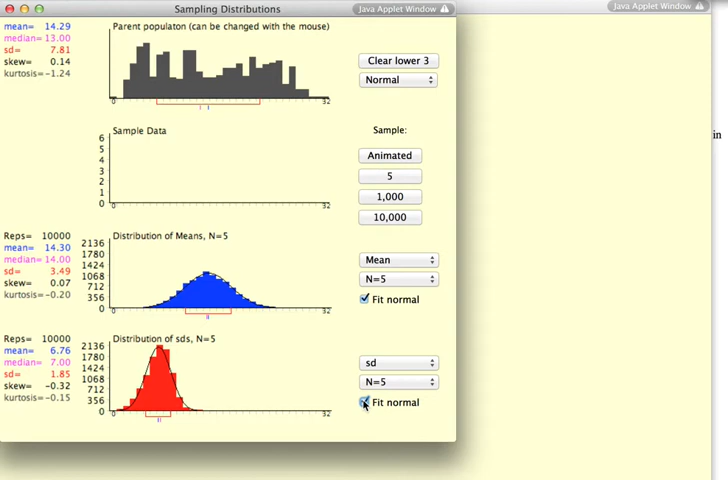 Sampling Distributions
Java Applet Window
Java Applet Window
mean= 14.29
median= 13.00
sd= 7.81
skew= 0.14
kurtosis= -1.24
Parent populaton (can be changed with the mouse)
0 32
Clear lower 3
Normal
in
Sample Data
6
5
4
3
2
1
0
0 32
Sample:
Animated
5
1,000
10,000
Reps= 10000
mean= 14.30
median= 14.00
sd= 3.49
skew= 0.07
kurtosis= -0.20
Distribution of Means, N=5
2136
1780
1424
1068
712
356
0
0 32
Mean
N=5
Fit normal
Reps= 10000
mean= 6.76
median= 7.00
sd= 1.85
skew= -0.32
kurtosis= -0.15
Distribution of sds, N=5
2136
1780
1424
1068
712
356
0
0 32
sd
N=5
Fit normal